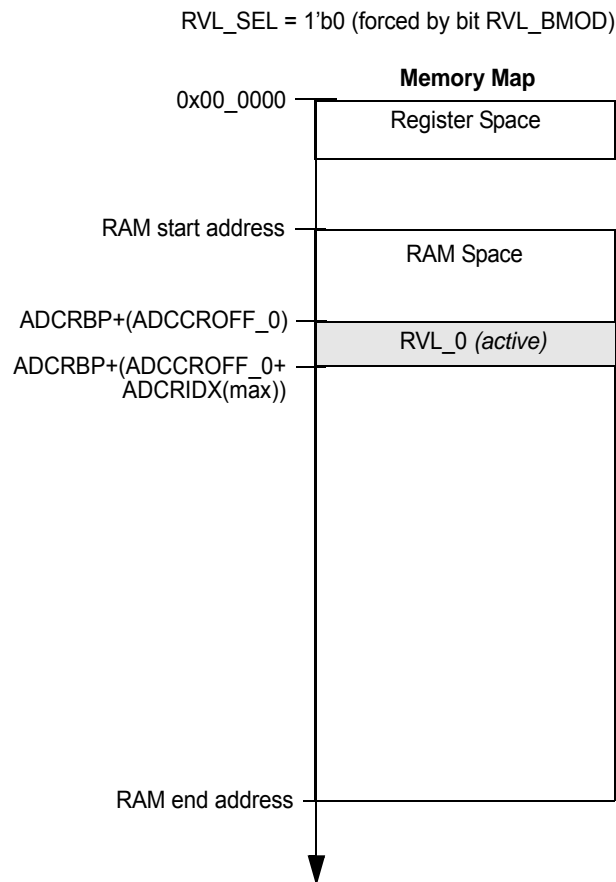 RVL_SEL = 1'b0 (forced by bit RVL_BMOD)
Memory Map
0x00_0000
Register Space
RAM start address
RAM Space
ADCRBP+(ADCCROFF_0)
RVL_0 (active)
ADCRBP+(ADCCROFF_0+
ADCRIDX(max))
RAM end address